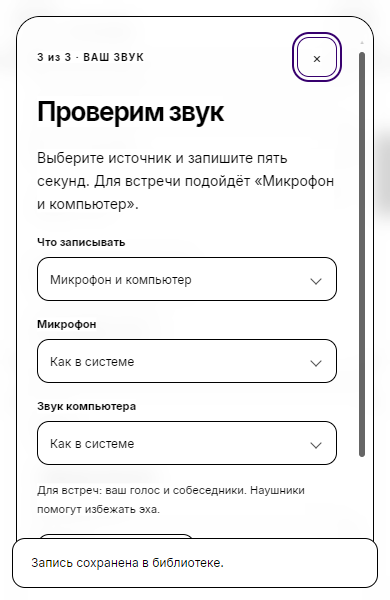 3 из 3 · ВАШ ЗВУК
×
Проверим звук
Выберите источник и запишите пять
секунд. Для встречи подойдёт «Микрофон
и компьютер».
Что записывать
Микрофон и компьютер
Микрофон
Как в системе
Звук компьютера
Как в системе
Для встреч: ваш голос и собеседники. Наушники
помогут избежать эха.
Запись сохранена в библиотеке.